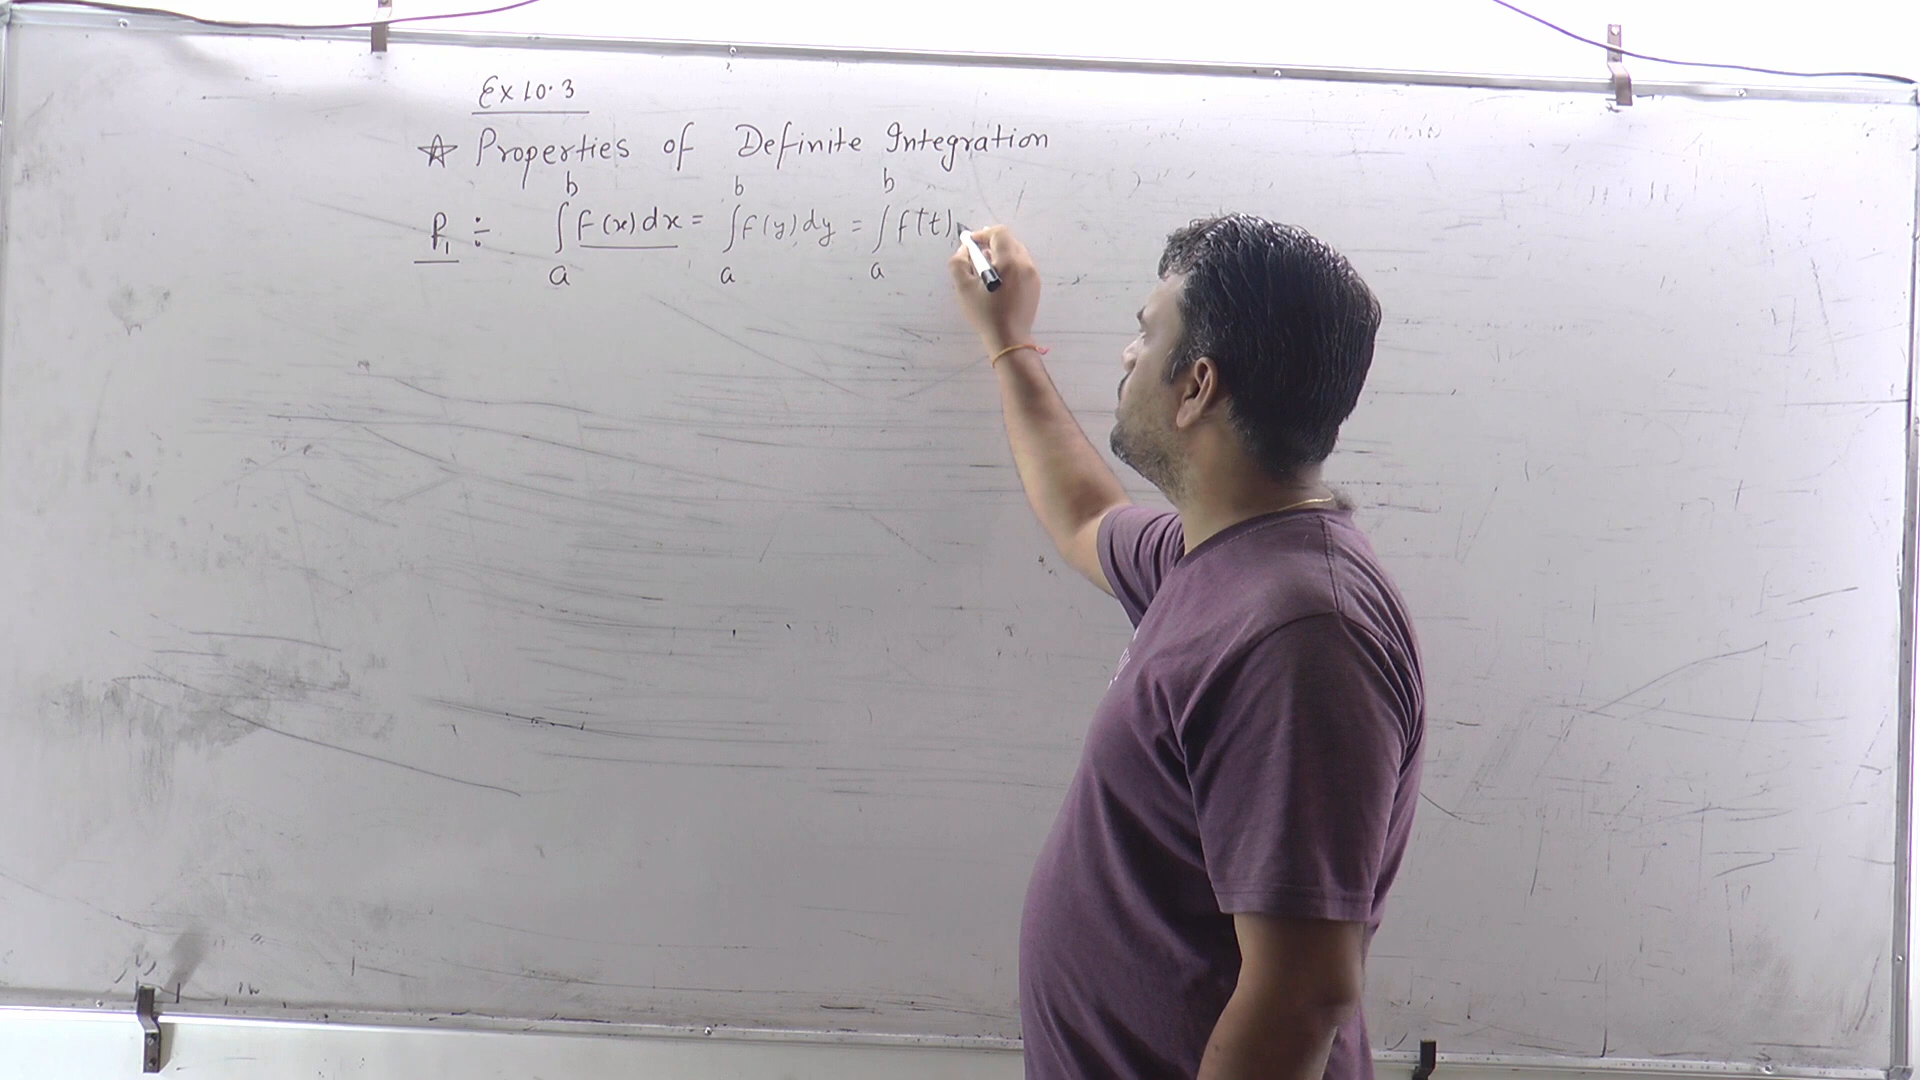 Ex 10.3
☆ Properties of Definite Integration
P₁ ÷ ∫ₐᵇ f(x)dx = ∫ₐᵇ f(y)dy = ∫ₐᵇ f(t)